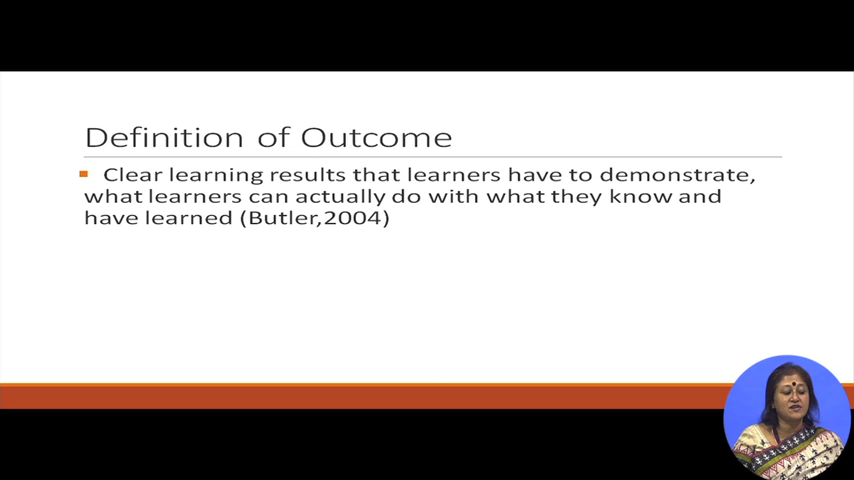 Definition of Outcome
Clear learning results that learners have to demonstrate,
what learners can actually do with what they know and
have learned (Butler,2004)